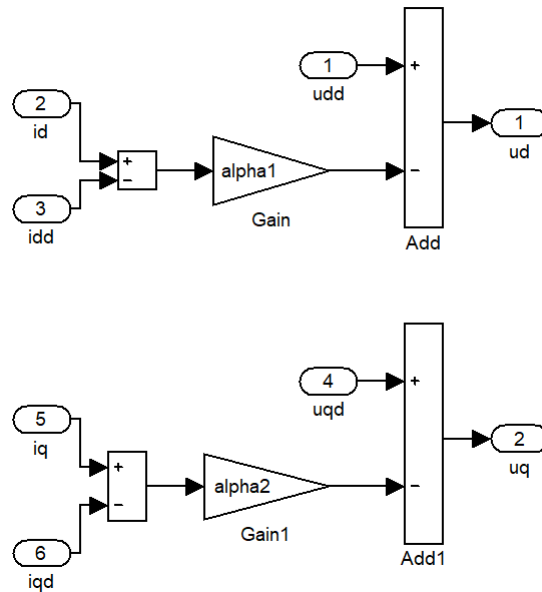 1
udd
+
2
id
1
ud
+
−
alpha1
−
3
idd
Gain
Add
4
uqd
+
5
iq
2
uq
+
−
alpha2
−
6
iqd
Gain1
Add1